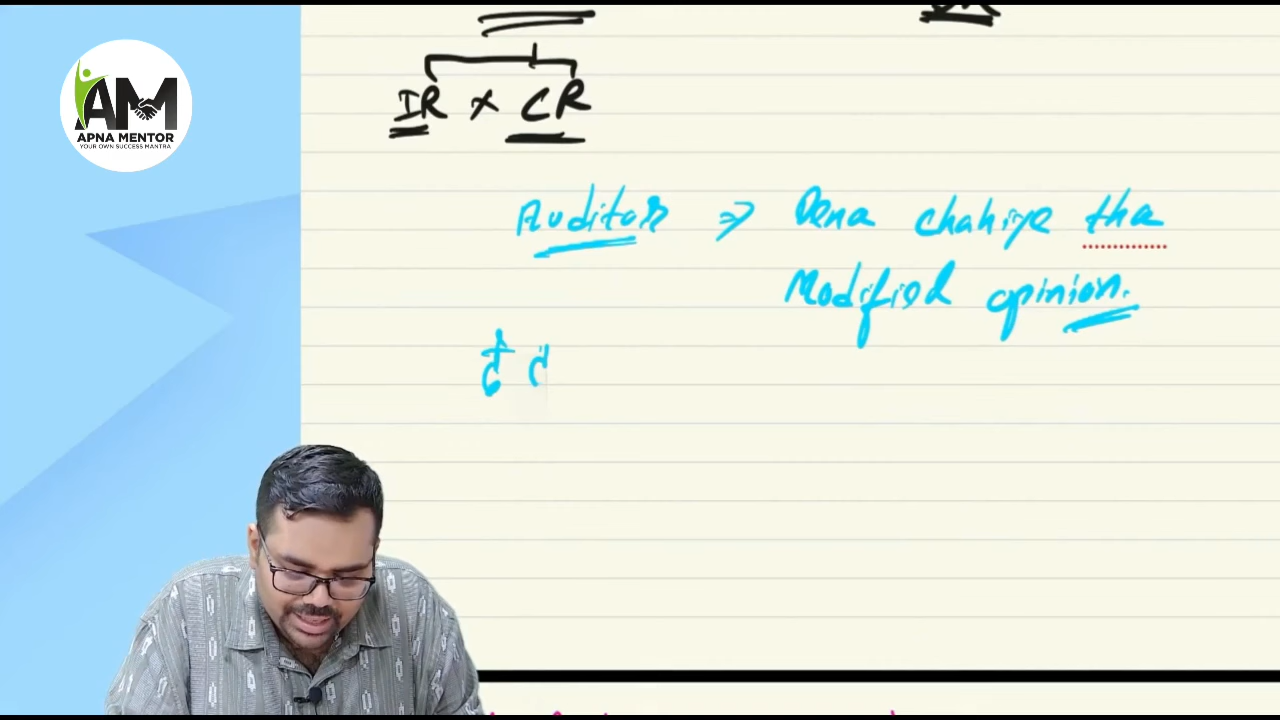 AM
APNA MENTOR
YOUR OWN SUCCESS MANTRA
IR × CR
Auditor ⇒ Dena chahiye tha
Modified opinion.